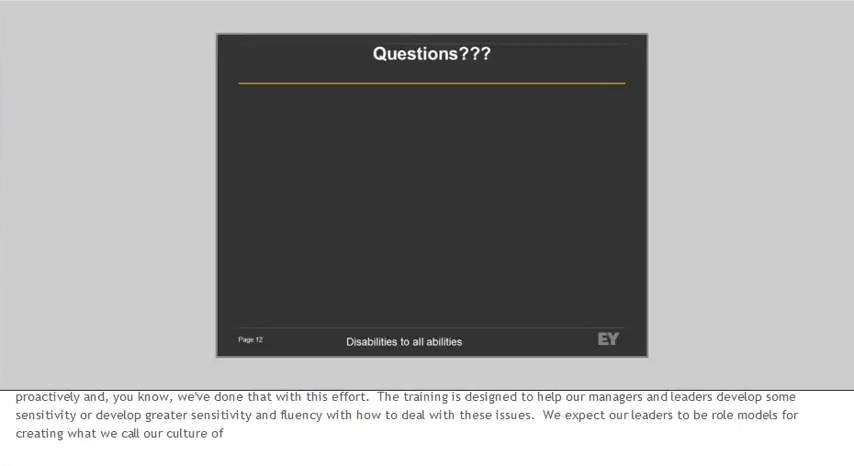 Questions???
Page 12
Disabilities to all abilities
EY
proactively and, you know, we've done that with this effort.  The training is designed to help our managers and leaders develop some
sensitivity or develop greater sensitivity and fluency with how to deal with these issues.  We expect our leaders to be role models for
creating what we call our culture of